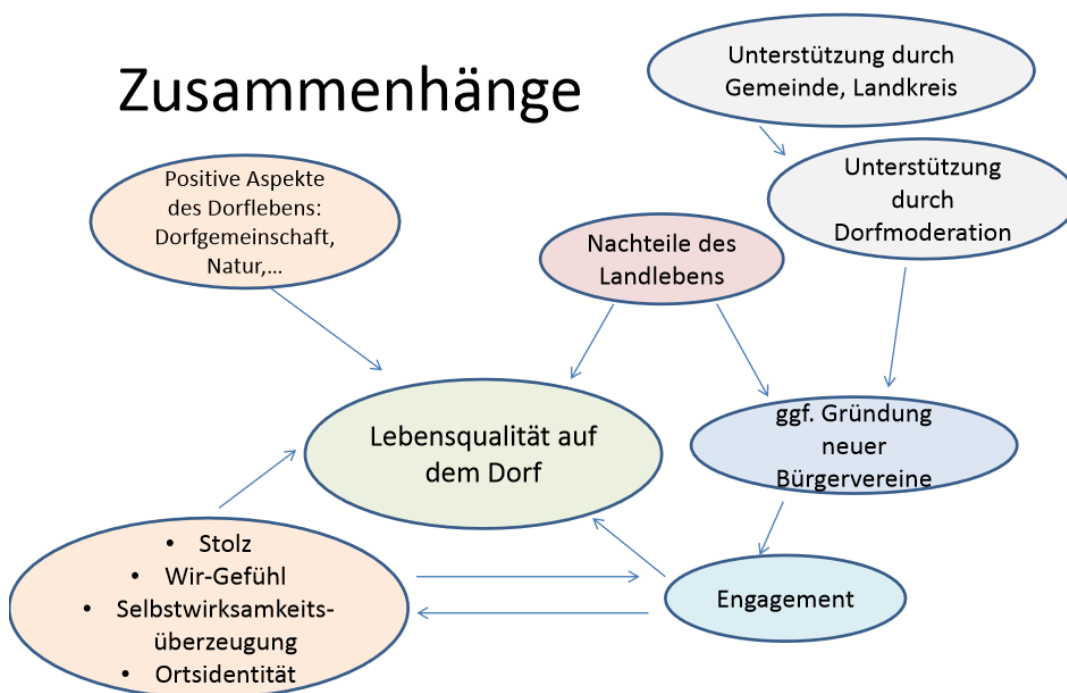 Zusammenhänge
Unterstützung durch
Gemeinde, Landkreis
Positive Aspekte
des Dorflebens:
Dorfgemeinschaft,
Natur,...
Unterstützung
durch
Dorfmoderation
Nachteile des
Landlebens
Lebensqualität auf
dem Dorf
ggf. Gründung
neuer
Bürgervereine
• Stolz
• Wir-Gefühl
• Selbstwirksamkeits-
überzeugung
• Ortsidentität
Engagement